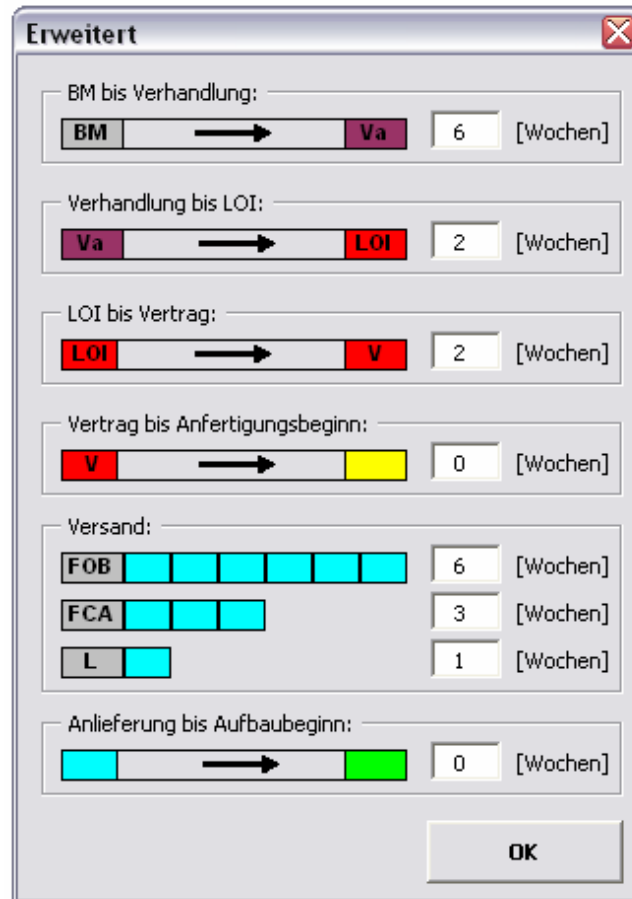 Erweitert
BM bis Verhandlung:
BM Va 6 [Wochen]
Verhandlung bis LOI:
Va LOI 2 [Wochen]
LOI bis Vertrag:
LOI V 2 [Wochen]
Vertrag bis Anfertigungsbeginn:
V 0 [Wochen]
Versand:
FOB 6 [Wochen]
FCA 3 [Wochen]
L 1 [Wochen]
Anlieferung bis Aufbaubeginn:
0 [Wochen]
OK